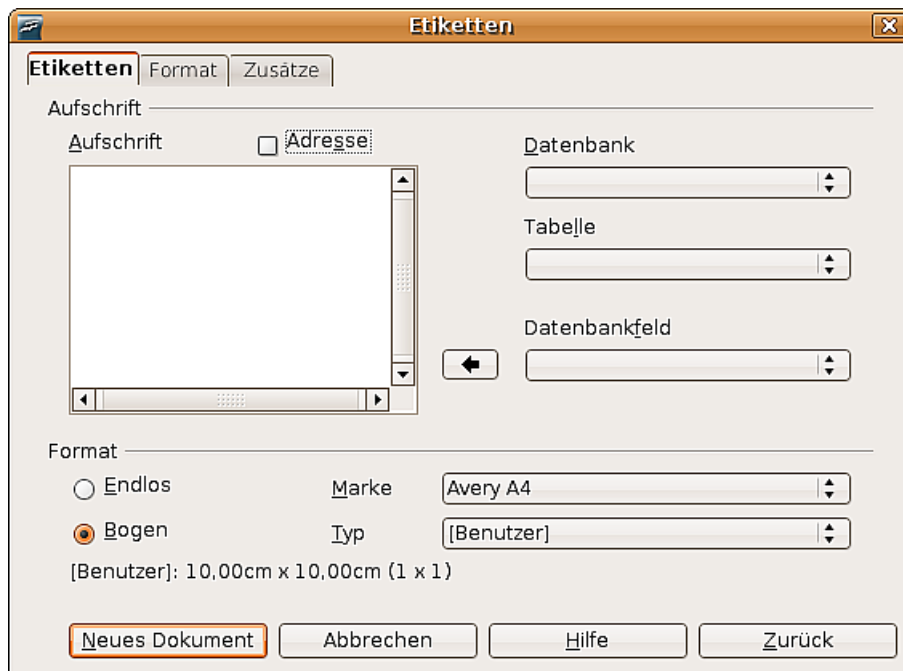 Etiketten
Etiketten Format Zusätze
Aufschrift
Aufschrift Adresse Datenbank
Tabelle
Datenbankfeld
Format
Endlos Marke Avery A4
Bogen Typ [Benutzer]
[Benutzer]: 10,00cm x 10,00cm (1 x 1)
Neues Dokument Abbrechen Hilfe Zurück